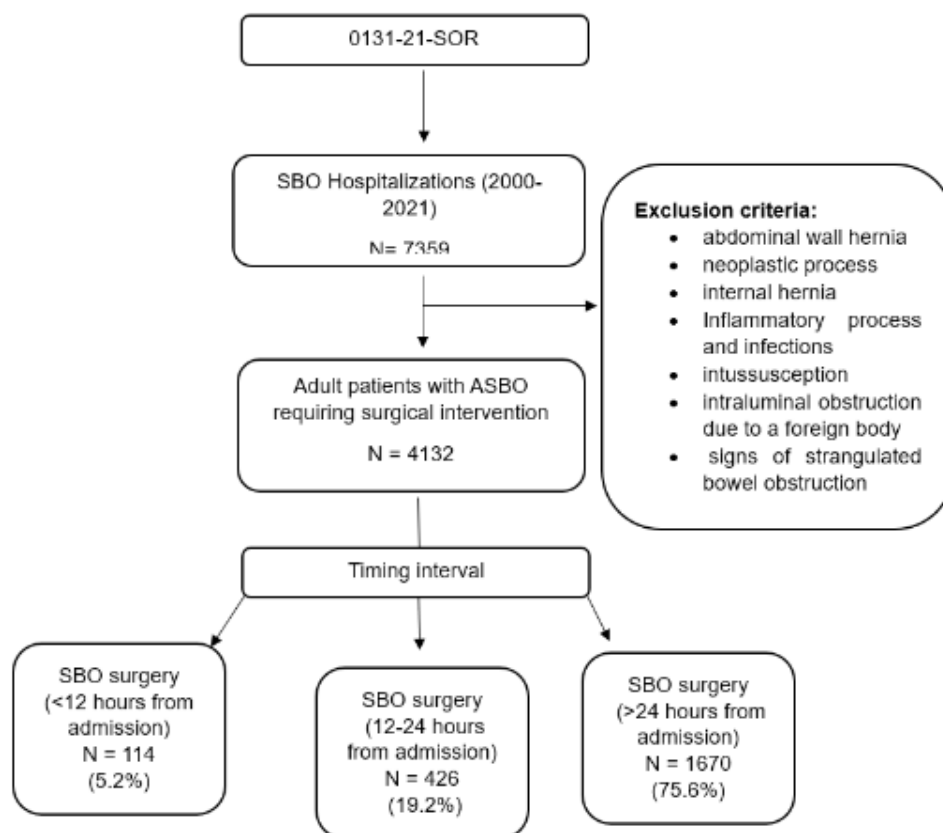 0131-21-SOR
SBO Hospitalizations (2000-
2021)
N= 7359
Exclusion criteria:
• abdominal wall hernia
• neoplastic process
• internal hernia
• Inflammatory process
and infections
• intussusception
• intraluminal obstruction
due to a foreign body
• signs of strangulated
bowel obstruction
Adult patients with ASBO
requiring surgical intervention
N = 4132
Timing interval
SBO surgery
(<12 hours from
admission)
N = 114
(5.2%)
SBO surgery
(12-24 hours
from admission)
N = 426
(19.2%)
SBO surgery
(>24 hours from
admission)
N = 1670
(75.6%)